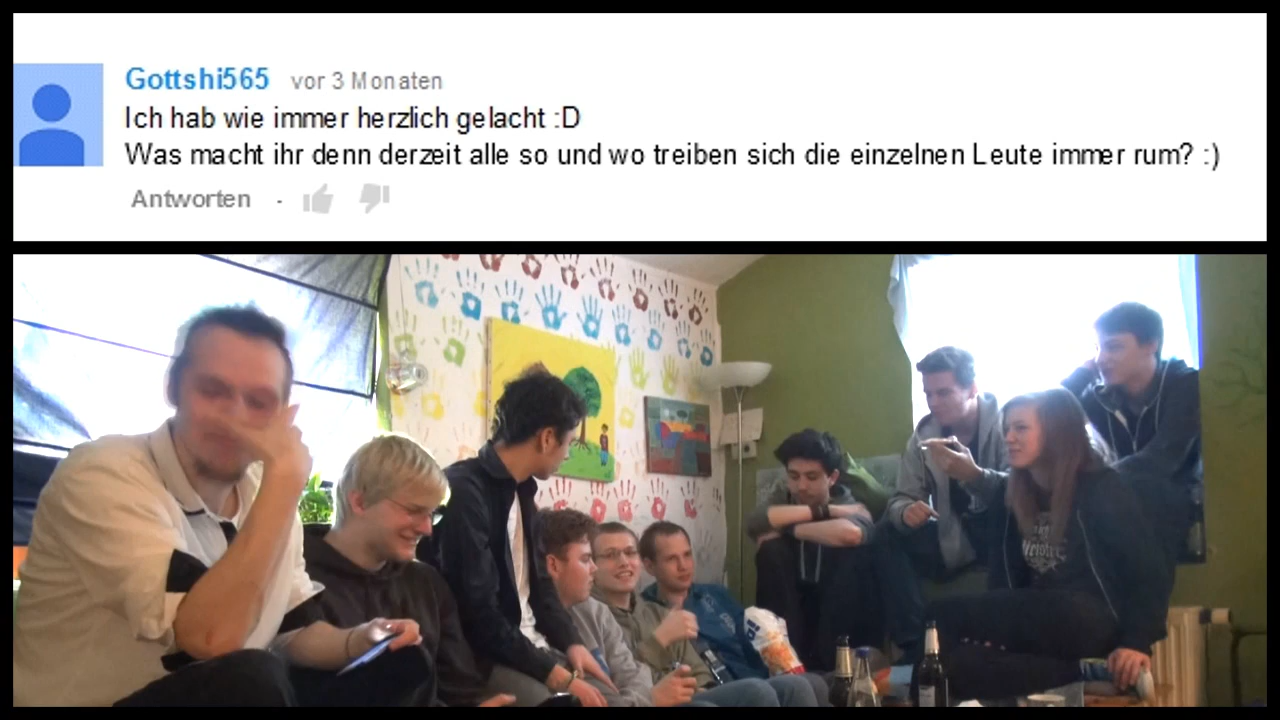 Gottshi565 vor 3 Monaten
Ich hab wie immer herzlich gelacht :D
Was macht ihr denn derzeit alle so und wo treiben sich die einzelnen Leute immer rum? :)
Antworten ·